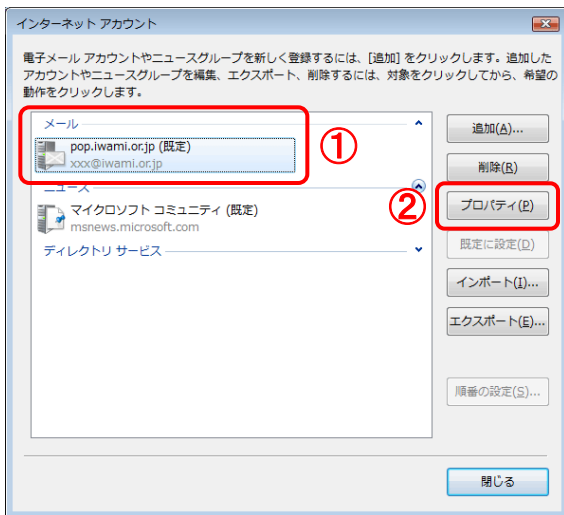 インターネット アカウント
電子メール アカウントやニュースグループを新しく登録するには、[追加] をクリックします。追加した
アカウントやニュースグループを編集、エクスポート、削除するには、対象をクリックしてから、希望の
動作をクリックします。
メール
pop.iwami.or.jp (既定)
xxx@iwami.or.jp
①
ニュース
マイクロソフト コミュニティ (既定)
msnews.microsoft.com
ディレクトリ サービス
追加(A)...
削除(R)
②
プロパティ(P)
既定に設定(D)
インポート(I)...
エクスポート(E)...
順番の設定(S)...
閉じる